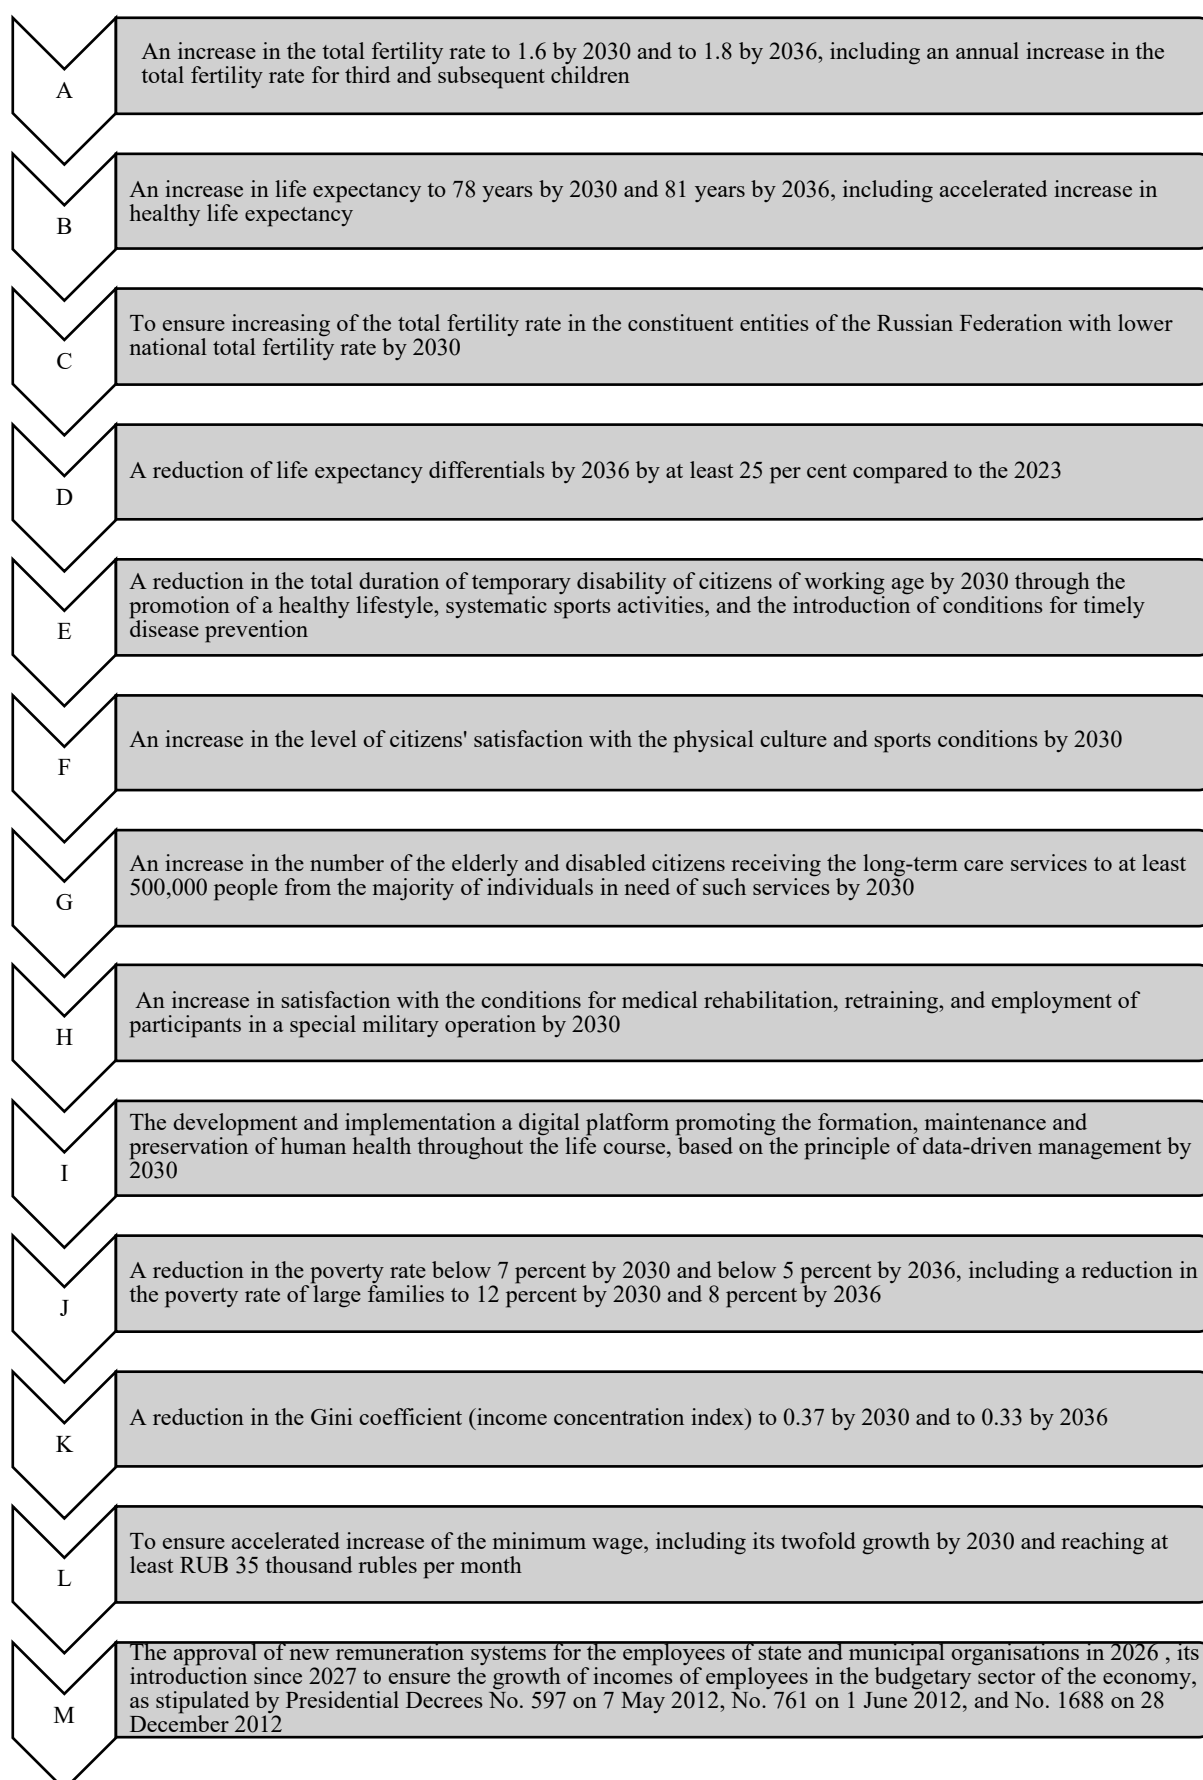 A
An increase in the total fertility rate to 1.6 by 2030 and to 1.8 by 2036, including an annual increase in the
total fertility rate for third and subsequent children
B
An increase in life expectancy to 78 years by 2030 and 81 years by 2036, including accelerated increase in
healthy life expectancy
C
To ensure increasing of the total fertility rate in the constituent entities of the Russian Federation with lower
national total fertility rate by 2030
D
A reduction of life expectancy differentials by 2036 by at least 25 per cent compared to the 2023
E
A reduction in the total duration of temporary disability of citizens of working age by 2030 through the
promotion of a healthy lifestyle, systematic sports activities, and the introduction of conditions for timely
disease prevention
F
An increase in the level of citizens' satisfaction with the physical culture and sports conditions by 2030
G
An increase in the number of the elderly and disabled citizens receiving the long-term care services to at least
500,000 people from the majority of individuals in need of such services by 2030
H
An increase in satisfaction with the conditions for medical rehabilitation, retraining, and employment of
participants in a special military operation by 2030
I
The development and implementation a digital platform promoting the formation, maintenance and
preservation of human health throughout the life course, based on the principle of data-driven management by
2030
J
A reduction in the poverty rate below 7 percent by 2030 and below 5 percent by 2036, including a reduction in
the poverty rate of large families to 12 percent by 2030 and 8 percent by 2036
K
A reduction in the Gini coefficient (income concentration index) to 0.37 by 2030 and to 0.33 by 2036
L
To ensure accelerated increase of the minimum wage, including its twofold growth by 2030 and reaching at
least RUB 35 thousand rubles per month
M
The approval of new remuneration systems for the employees of state and municipal organisations in 2026 , its
introduction since 2027 to ensure the growth of incomes of employees in the budgetary sector of the economy,
as stipulated by Presidential Decrees No. 597 on 7 May 2012, No. 761 on 1 June 2012, and No. 1688 on 28
December 2012